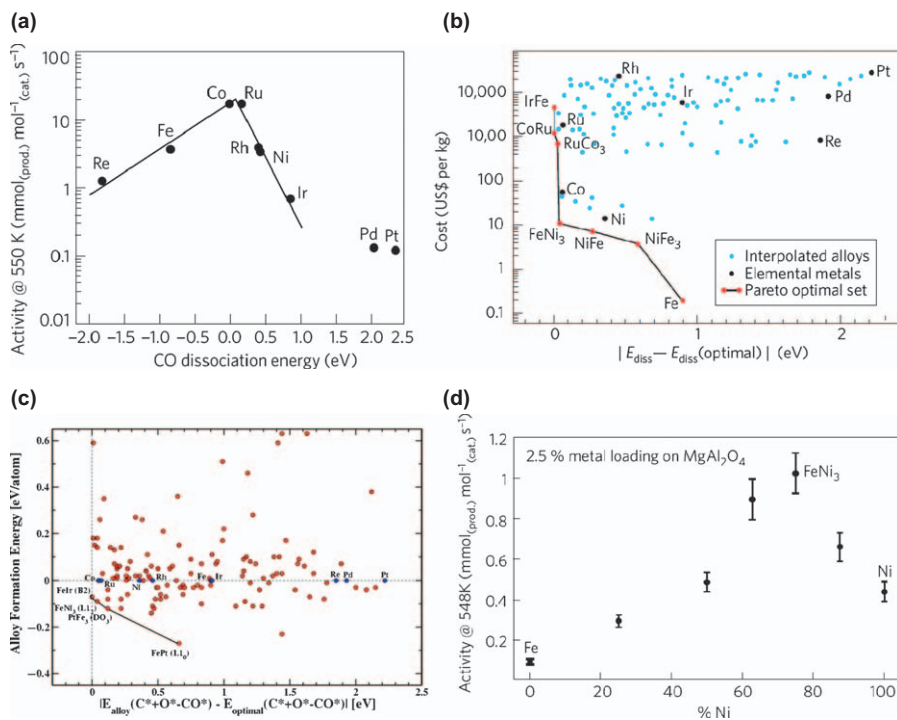 (a)
Activity @ 550 K (mmol(prod.) mol⁻¹(cat.) s⁻¹)
100
10
1
0.1
0.01
Co
Ru
Fe
Rh
Ni
Re
Ir
Pd
Pt
-2.0 -1.5 -1.0 -0.5 0.0 0.5 1.0 1.5 2.0 2.5
CO dissociation energy (eV)
(b)
Cost (US$ per kg)
10,000
10,00
100
10
1
0.1
Rh
Pt
Ir
Pd
IrFe
Ru
CoRu
RuCo₃
Re
Co
Ni
FeNi₃
NiFe
NiFe₃
Fe
Interpolated alloys
Elemental metals
Pareto optimal set
0 1 2
| E_diss — E_diss(optimal) | (eV)
(c)
Alloy Formation Energy [eV/atom]
0.6
0.4
0.2
0
−0.2
−0.4
Co
Ru
Ni
Rh
Fe
Ir
Re
Pd
Pt
FeIr (B2)
FeNi₃ (L1₂)
PtFe₃ (DO₃)
FePt (L1₀)
0 0.5 1 1.5 2 2.5
|E_alloy(C*+O*-CO*) - E_optimal(C*+O*-CO*)| [eV]
(d)
Activity @ 548K (mmol(prod.) mol⁻¹(cat.) s⁻¹)
1.2
1
0.8
0.6
0.4
0.2
2.5 % metal loading on MgAl₂O₄
FeNi₃
Ni
Fe
0 20 40 60 80 100
% Ni